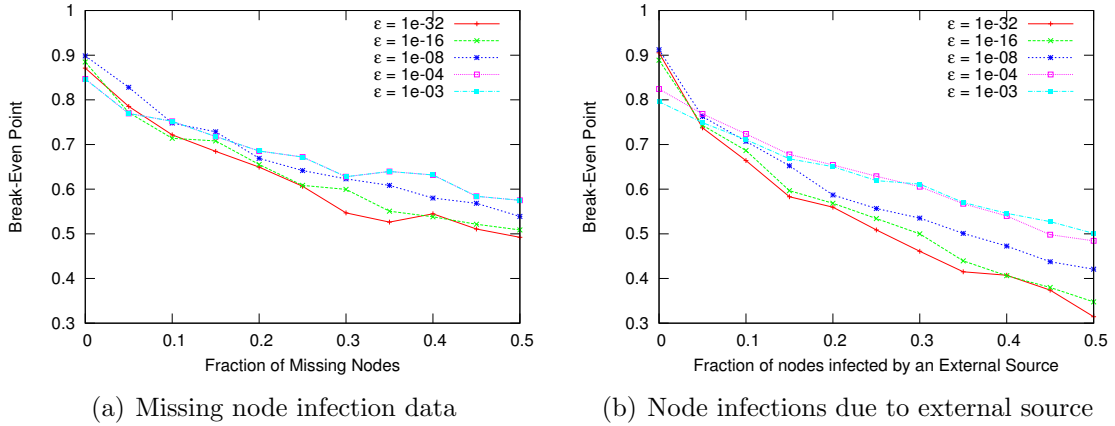 ε = 1e-32
ε = 1e-16
ε = 1e-08
ε = 1e-04
ε = 1e-03
1
0.9
0.8
0.7
0.6
0.5
0.4
0.3
Break-Even Point
0 0.1 0.2 0.3 0.4 0.5
Fraction of Missing Nodes
(a) Missing node infection data
ε = 1e-32
ε = 1e-16
ε = 1e-08
ε = 1e-04
ε = 1e-03
1
0.9
0.8
0.7
0.6
0.5
0.4
0.3
Break-Even Point
0 0.1 0.2 0.3 0.4 0.5
Fraction of nodes infected by an External Source
(b) Node infections due to external source